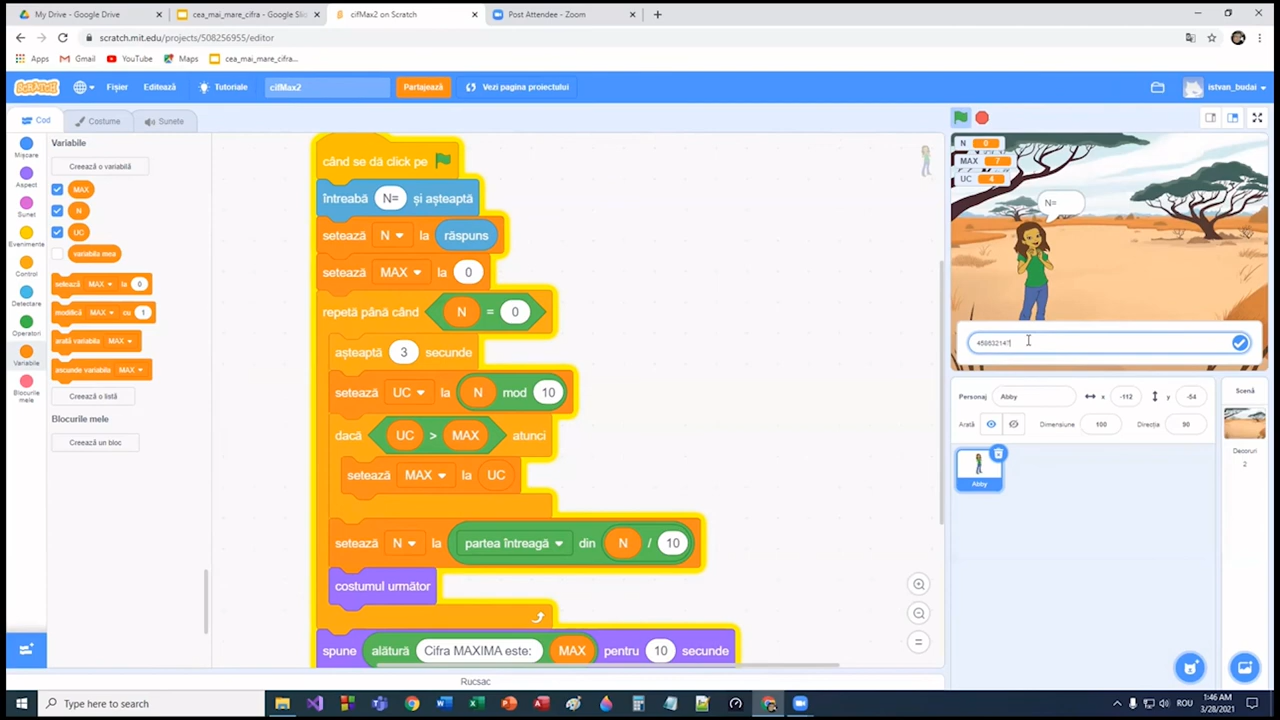 My Drive - Google Drive
cea_mai_mare_cifra - Google Sli
cifMax2 on Scratch
Post Attendee - Zoom
scratch.mit.edu/projects/508256955/editor
Apps Gmail YouTube Maps cea_mai_mare_cifra...
SCRATCH Fișier Editează Tutoriale cifMax2 Partajează Vezi pagina proiectului istvan_budai
Cod Costume Sunete
Mișcare
Aspect
Sunet
Evenimente
Control
Detectare
Operatori
Variabile
Blocurile mele
Variabile
Creează o variabilă
MAX
N
UC
variabila mea
setează MAX la 0
modifică MAX cu 1
arată variabila MAX
ascunde variabila MAX
Creează o listă
Blocurile mele
Creează un bloc
când se dă click pe
întreabă N= și așteaptă
setează N la răspuns
setează MAX la 0
repetă până când N = 0
așteaptă 3 secunde
setează UC la N mod 10
dacă UC > MAX atunci
setează MAX la UC
setează N la partea întreagă din N / 10
costumul următor
spune alătură Cifra MAXIMA este: MAX pentru 10 secunde
Rucsac
N 0
MAX 7
UC 4
N=
Personaj Abby x -112 y -54
Arată Dimensiune 100 Direcția 90
Abby
Scenă
Decoruri
2
Type here to search
ROU
1:46 AM
3/28/2021